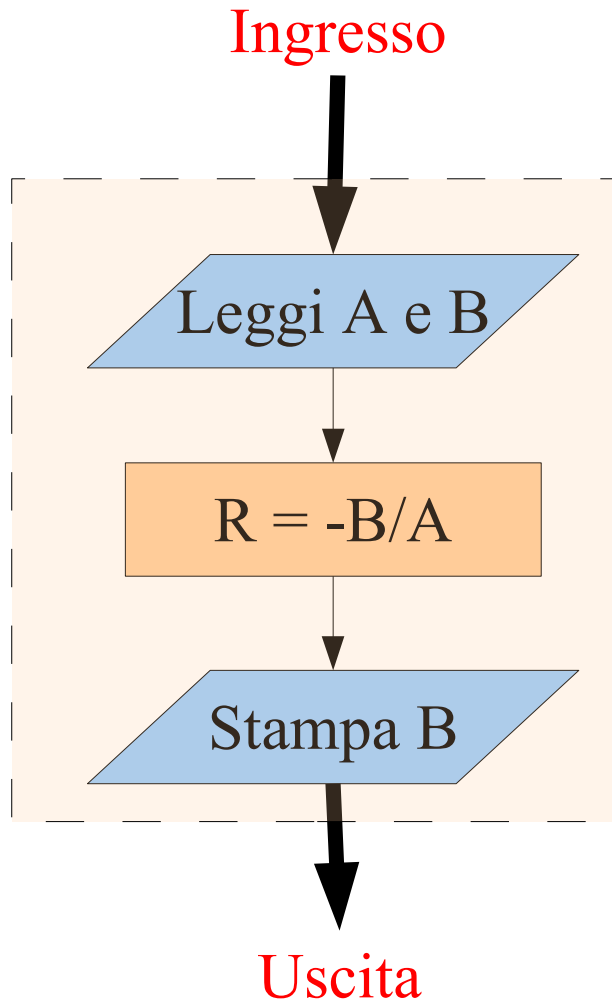 Ingresso
Leggi A e B
R = -B/A
Stampa B
Uscita